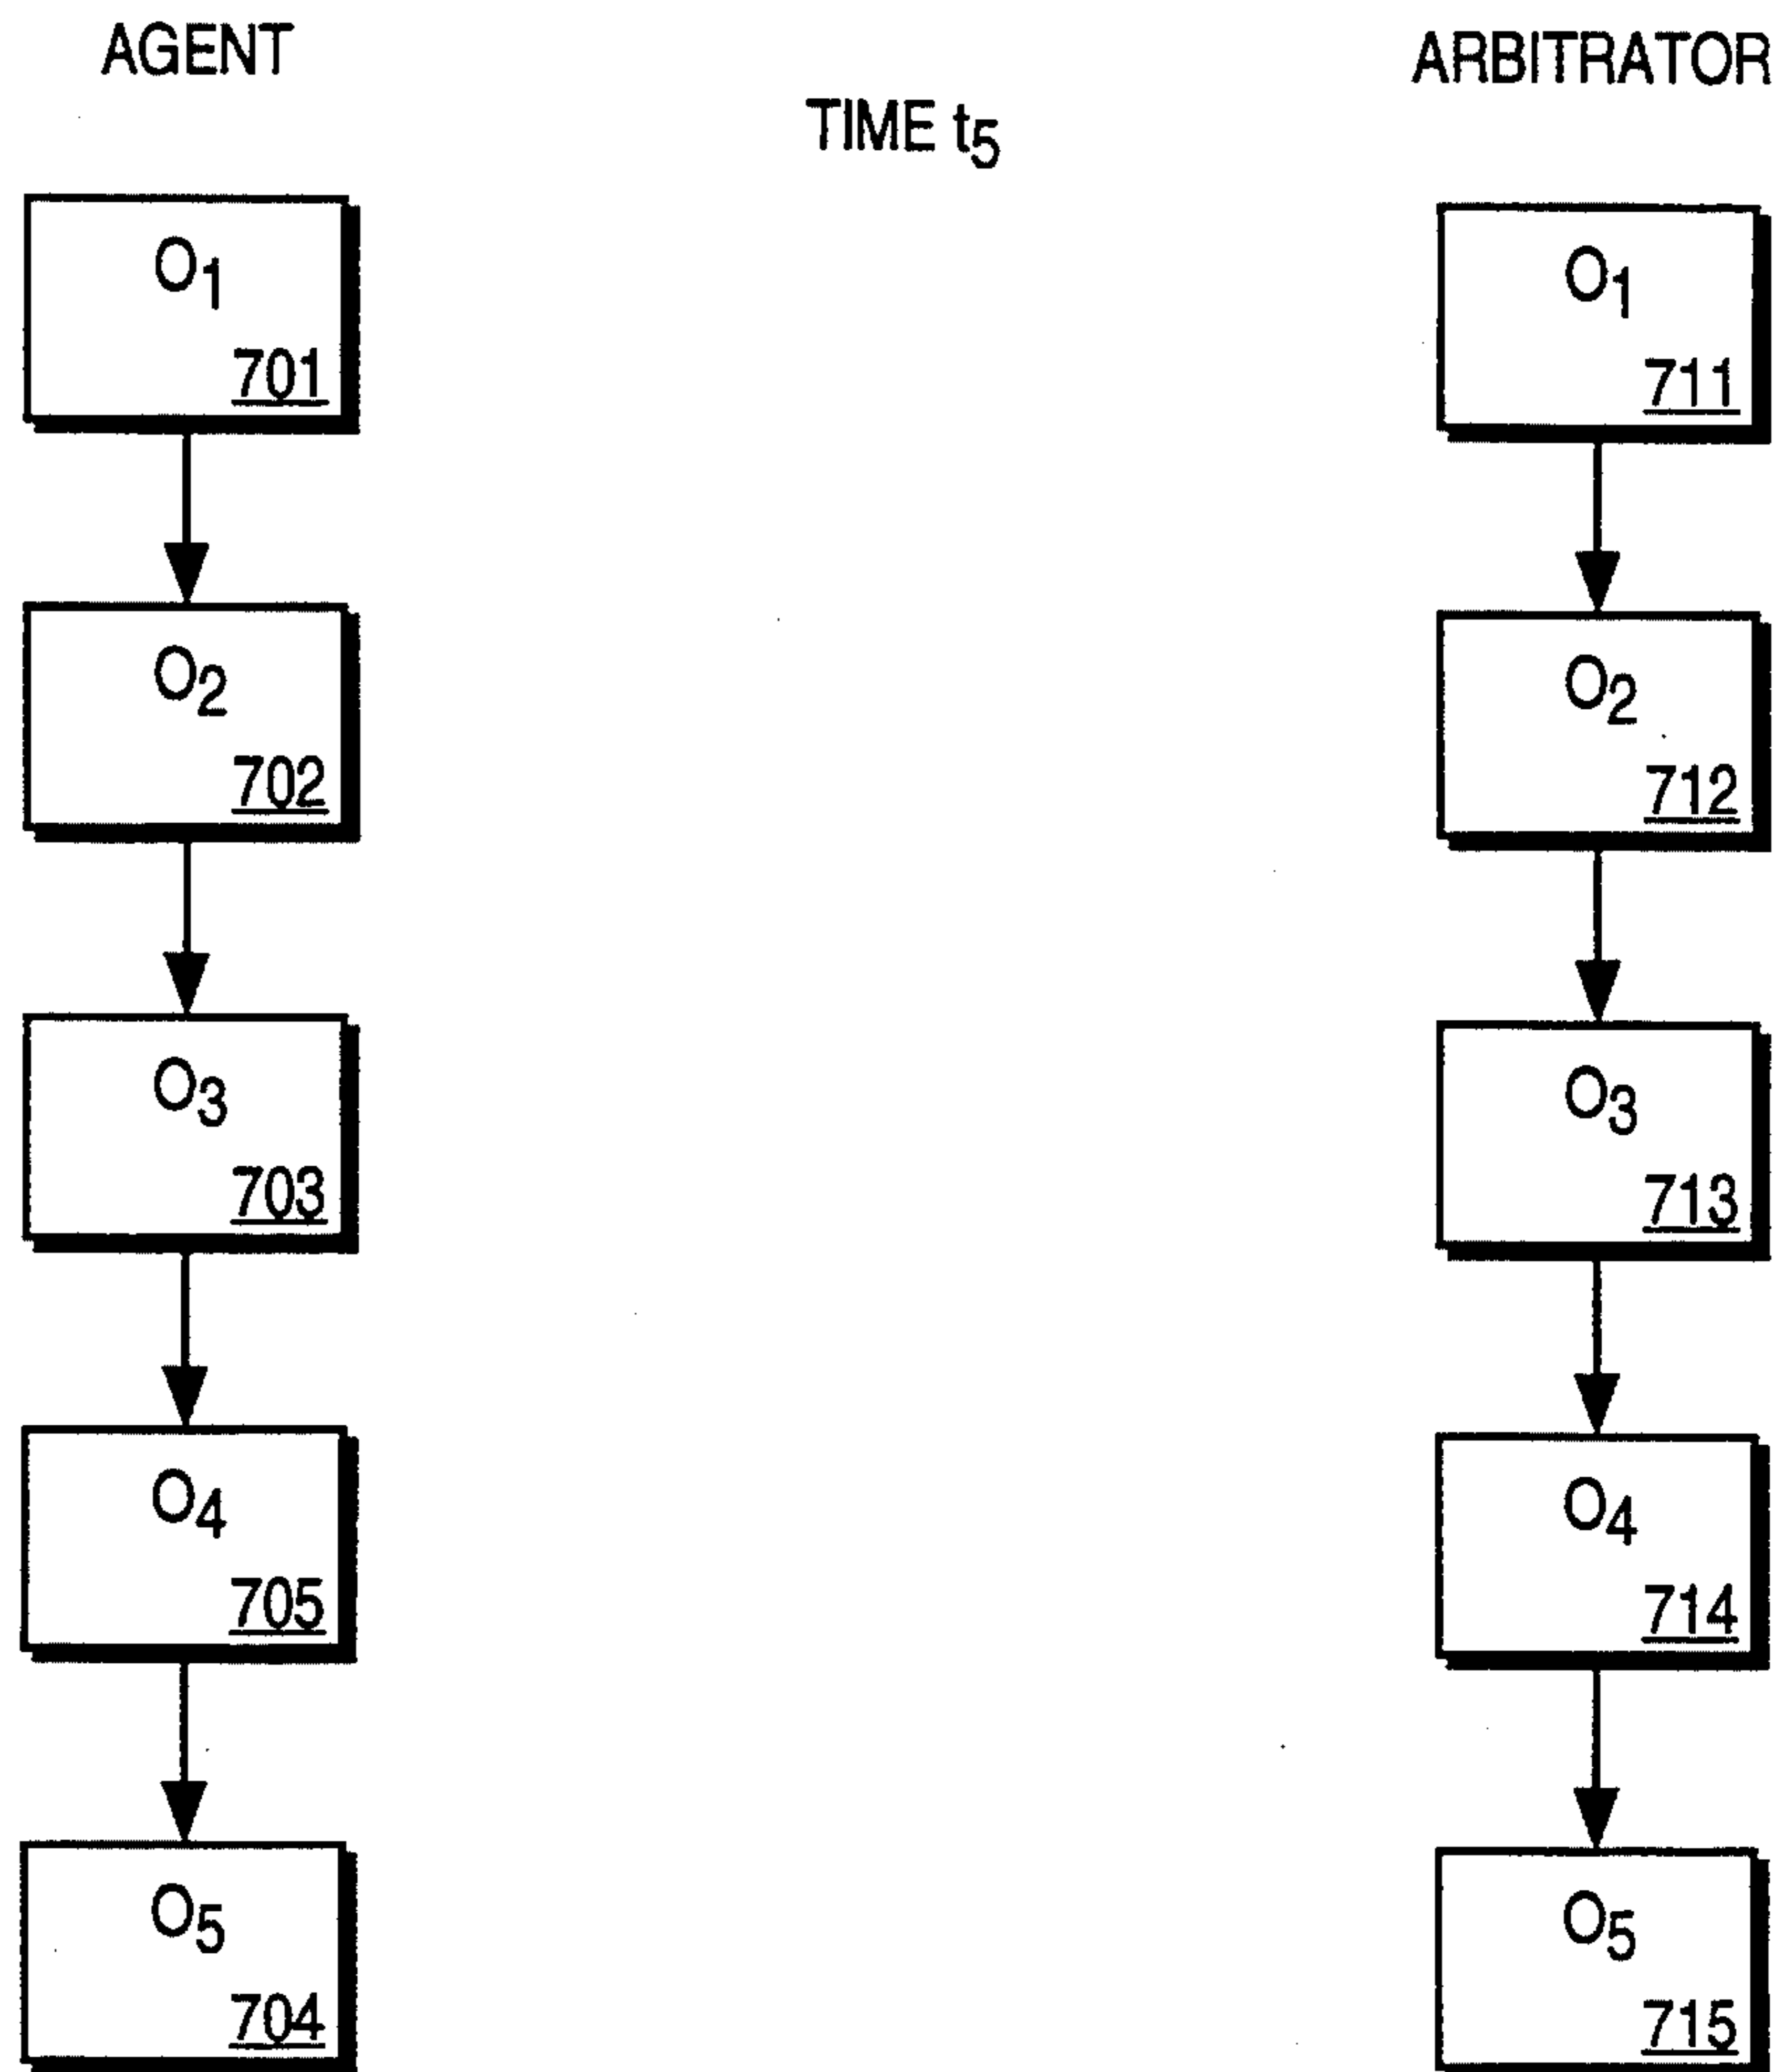 AGENT
ARBITRATOR
TIME t5
O1
701
O1
711
O2
702
O2
712
O3
703
O3
713
O4
705
O4
714
O5
704
O5
715